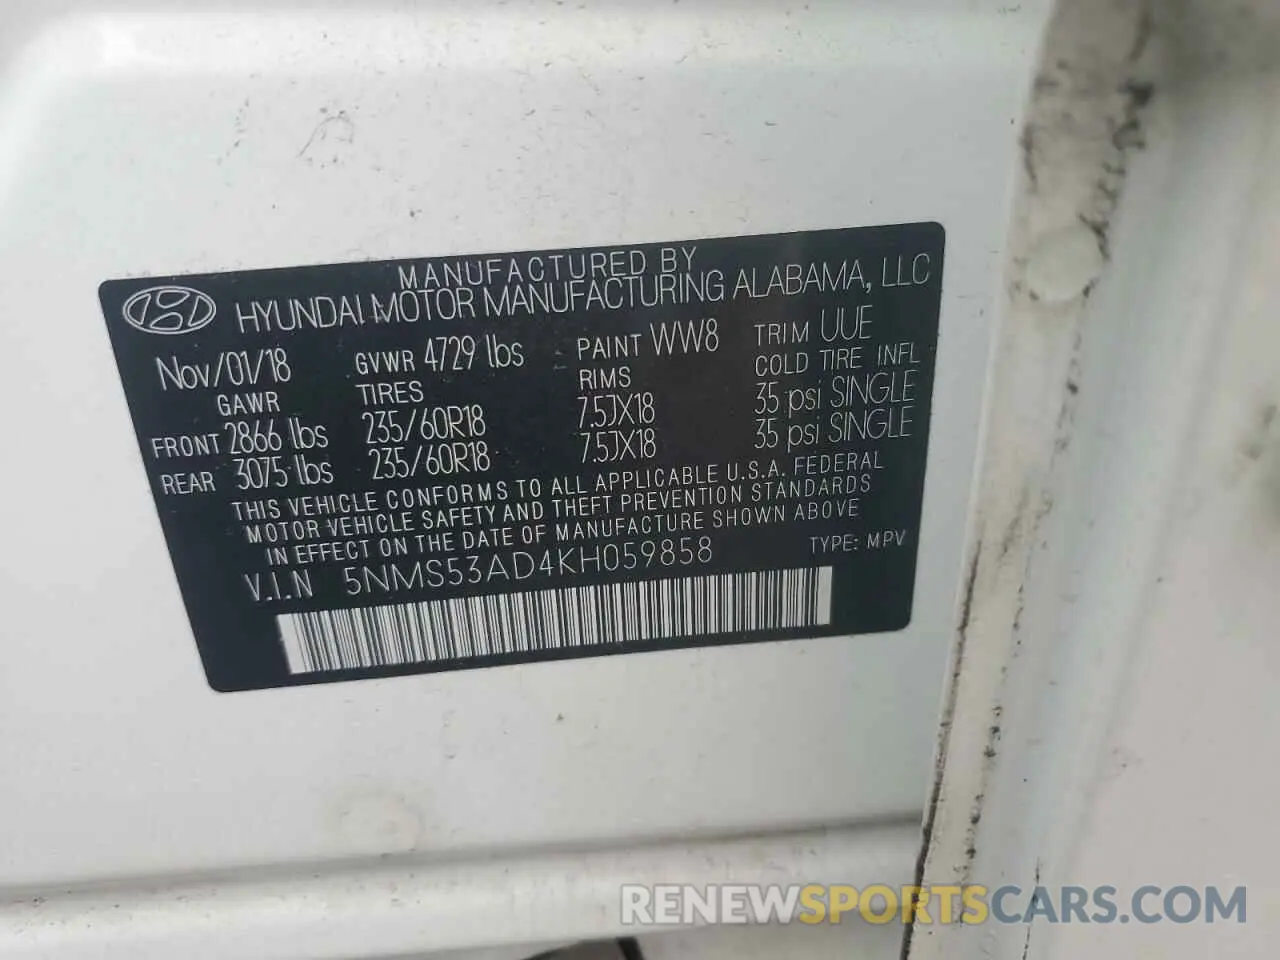 MANUFACTURED BY
HYUNDAI MOTOR MANUFACTURING ALABAMA, LLC
Nov/01/18 GVWR 4729 lbs PAINT WW8 TRIM UUE
GAWR TIRES RIMS COLD TIRE INFL
FRONT 2866 lbs 235/60R18 7.5JX18 35 psi SINGLE
REAR 3075 lbs 235/60R18 7.5JX18 35 psi SINGLE
THIS VEHICLE CONFORMS TO ALL APPLICABLE U.S.A. FEDERAL
MOTOR VEHICLE SAFETY AND THEFT PREVENTION STANDARDS
IN EFFECT ON THE DATE OF MANUFACTURE SHOWN ABOVE
V.I.N 5NMS53AD4KH059858 TYPE: MPV
RENEWSPORTSCARS.COM